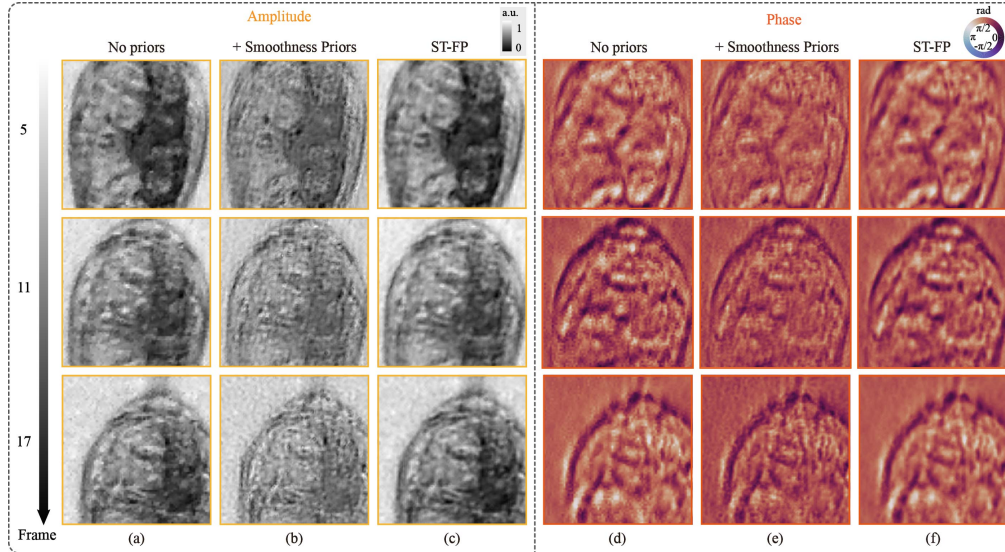 Amplitude
a.u.
1
0
No priors
+ Smoothness Priors
ST-FP
Phase
rad
π/2
π
0
-π/2
No priors
+ Smoothness Priors
ST-FP
5
11
17
Frame
(a)
(b)
(c)
(d)
(e)
(f)